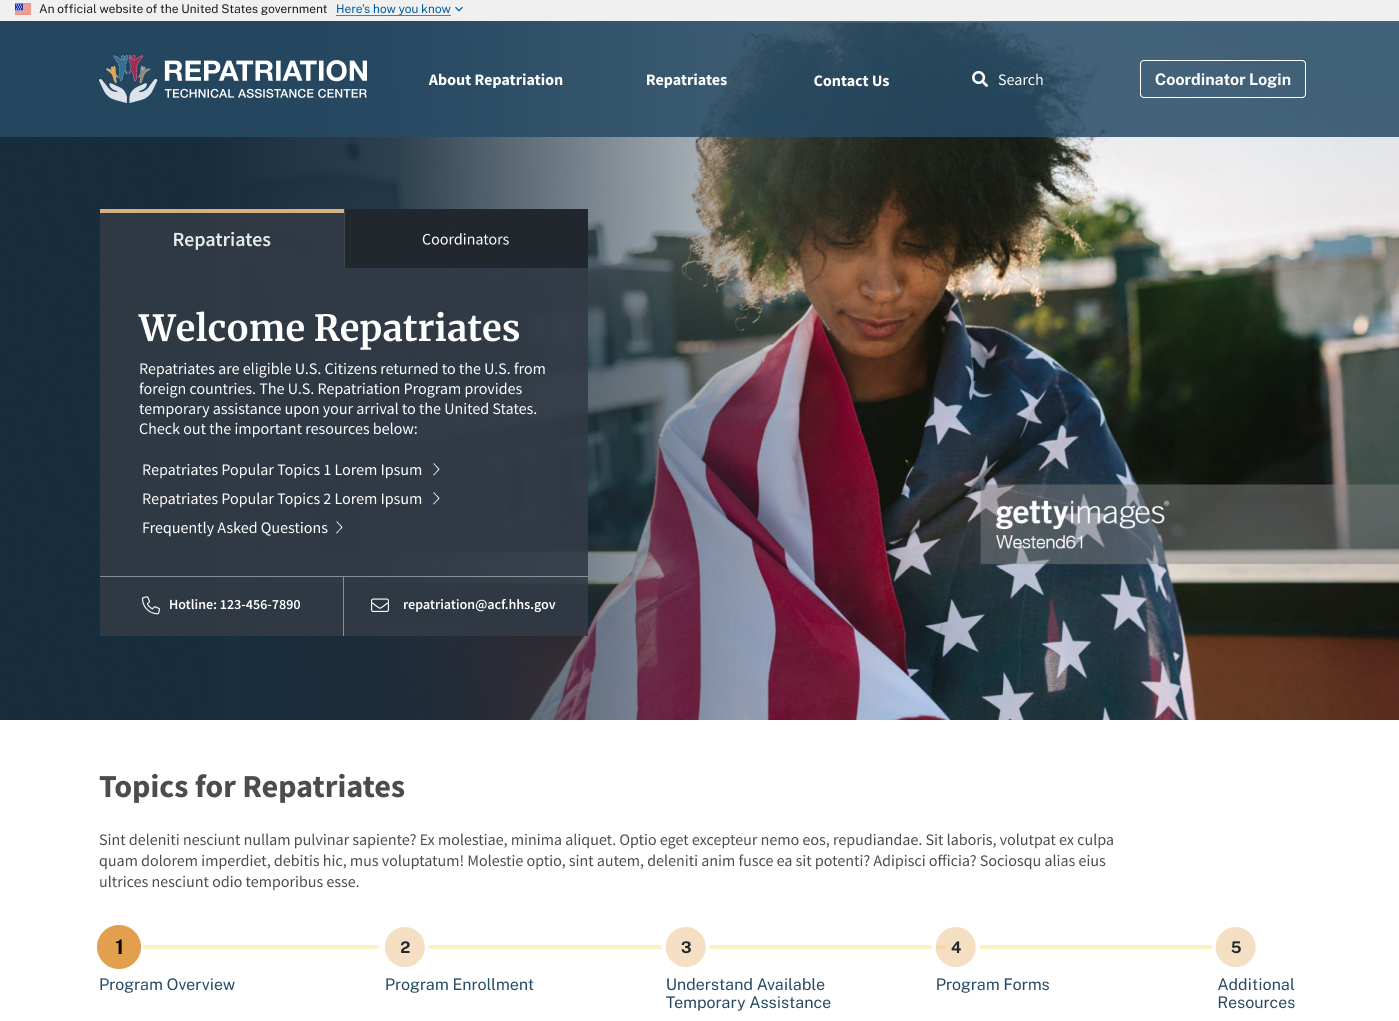 An official website of the United States government Here's how you know
REPATRIATION
TECHNICAL ASSISTANCE CENTER
About Repatriation
Repatriates
Contact Us
Search
Coordinator Login
Repatriates
Coordinators
Welcome Repatriates
Repatriates are eligible U.S. Citizens returned to the U.S. from
foreign countries. The U.S. Repatriation Program provides
temporary assistance upon your arrival to the United States.
Check out the important resources below:
Repatriates Popular Topics 1 Lorem Ipsum
Repatriates Popular Topics 2 Lorem Ipsum
Frequently Asked Questions
Hotline: 123-456-7890
repatriation@acf.hhs.gov
gettyimages®
Westend61
Topics for Repatriates
Sint deleniti nesciunt nullam pulvinar sapiente? Ex molestiae, minima aliquet. Optio eget excepteur nemo eos, repudiandae. Sit laboris, volutpat ex culpa
quam dolorem imperdiet, debitis hic, mus voluptatum! Molestie optio, sint autem, deleniti anim fusce ea sit potenti? Adipisci officia? Sociosqu alias eius
ultrices nesciunt odio temporibus esse.
1
Program Overview
2
Program Enrollment
3
Understand Available
Temporary Assistance
4
Program Forms
5
Additional
Resources